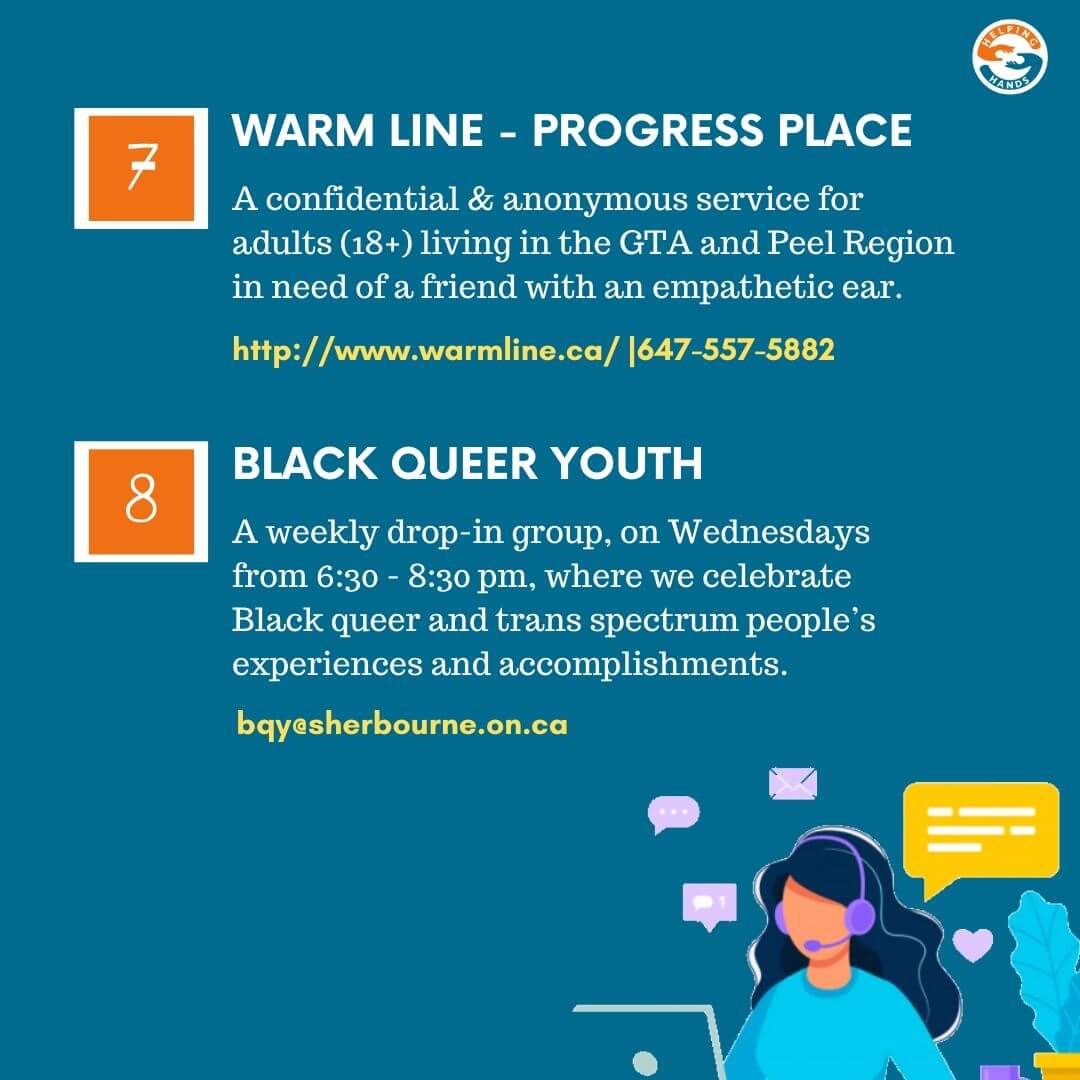 HELPING
HANDS
7
WARM LINE - PROGRESS PLACE
A confidential & anonymous service for
adults (18+) living in the GTA and Peel Region
in need of a friend with an empathetic ear.
http://www.warmline.ca/ |647-557-5882
8
BLACK QUEER YOUTH
A weekly drop-in group, on Wednesdays
from 6:30 - 8:30 pm, where we celebrate
Black queer and trans spectrum people’s
experiences and accomplishments.
bqy@sherbourne.on.ca
1